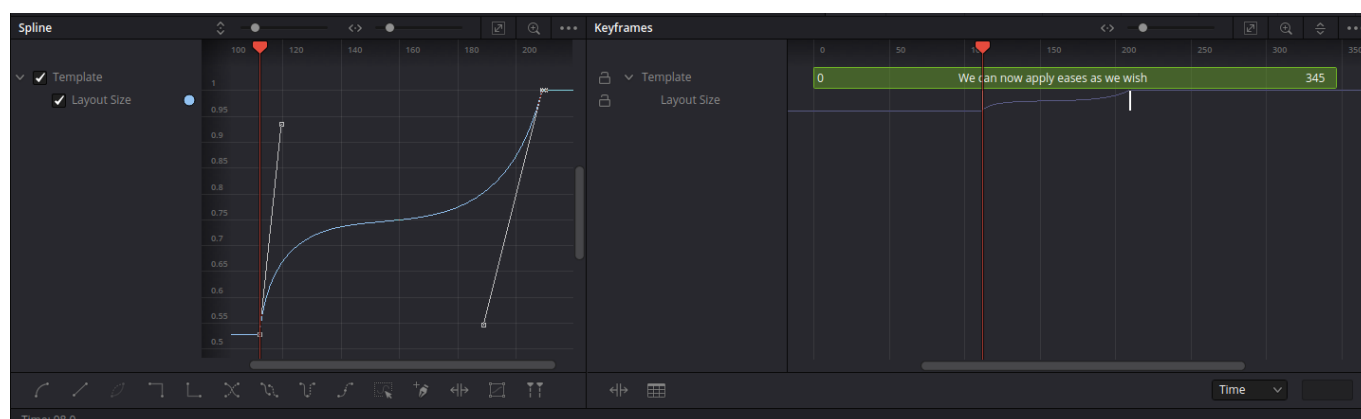 Spline
Keyframes
100 120 140 160 180 200
0 50 150 200 250 300 350
Template
Layout Size
1
0.95
0.9
0.85
0.8
0.75
0.7
0.65
0.6
0.55
0.5
Template
Layout Size
0 We can now apply eases as we wish 345
Time